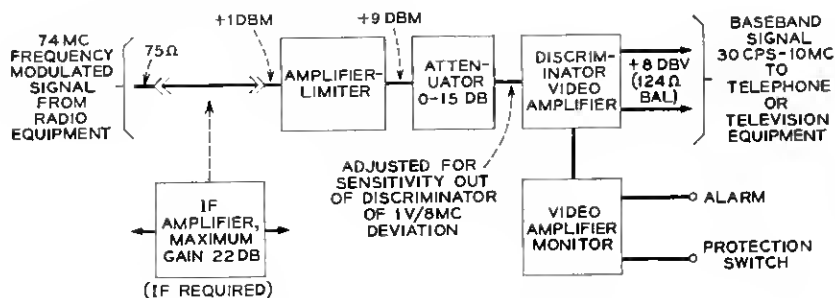 74 MC
FREQUENCY
MODULATED
SIGNAL
FROM
RADIO
EQUIPMENT
75Ω
+1DBM
AMPLIFIER-
LIMITER
+9 DBM
ATTEN-
UATOR
0-15 DB
DISCRIM-
INATOR
VIDEO
AMPLIFIER
+8 DBV
(124Ω
BAL)
BASEBAND
SIGNAL
30 CPS-10MC
TO
TELEPHONE
OR
TELEVISION
EQUIPMENT
IF
AMPLIFIER,
MAXIMUM
GAIN 22DB
(IF REQUIRED)
ADJUSTED FOR
SENSITIVITY OUT
OF DISCRIMINATOR
OF 1V/8MC
DEVIATION
VIDEO
AMPLIFIER
MONITOR
ALARM
PROTECTION
SWITCH